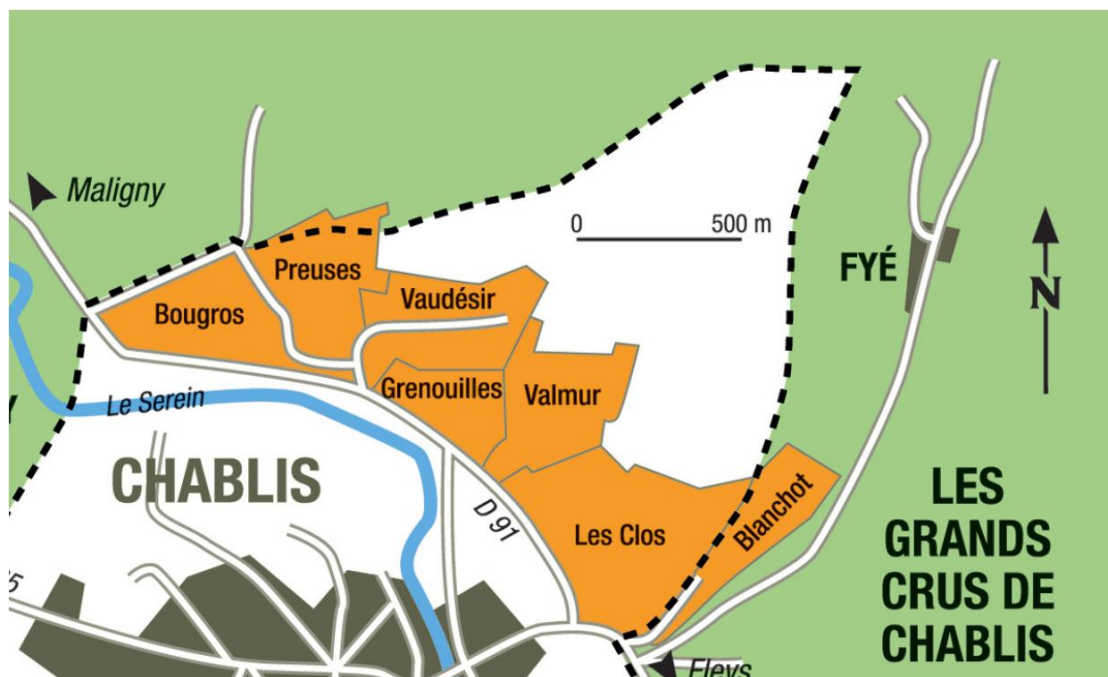 Maligny
0 500 m
FYÉ
N
Preuses
Vaudésir
Bougros
Grenouilles
Valmur
Le Serein
CHABLIS
D 91
Les Clos
Blanchot
LES
GRANDS
CRUS DE
CHABLIS
Fleys